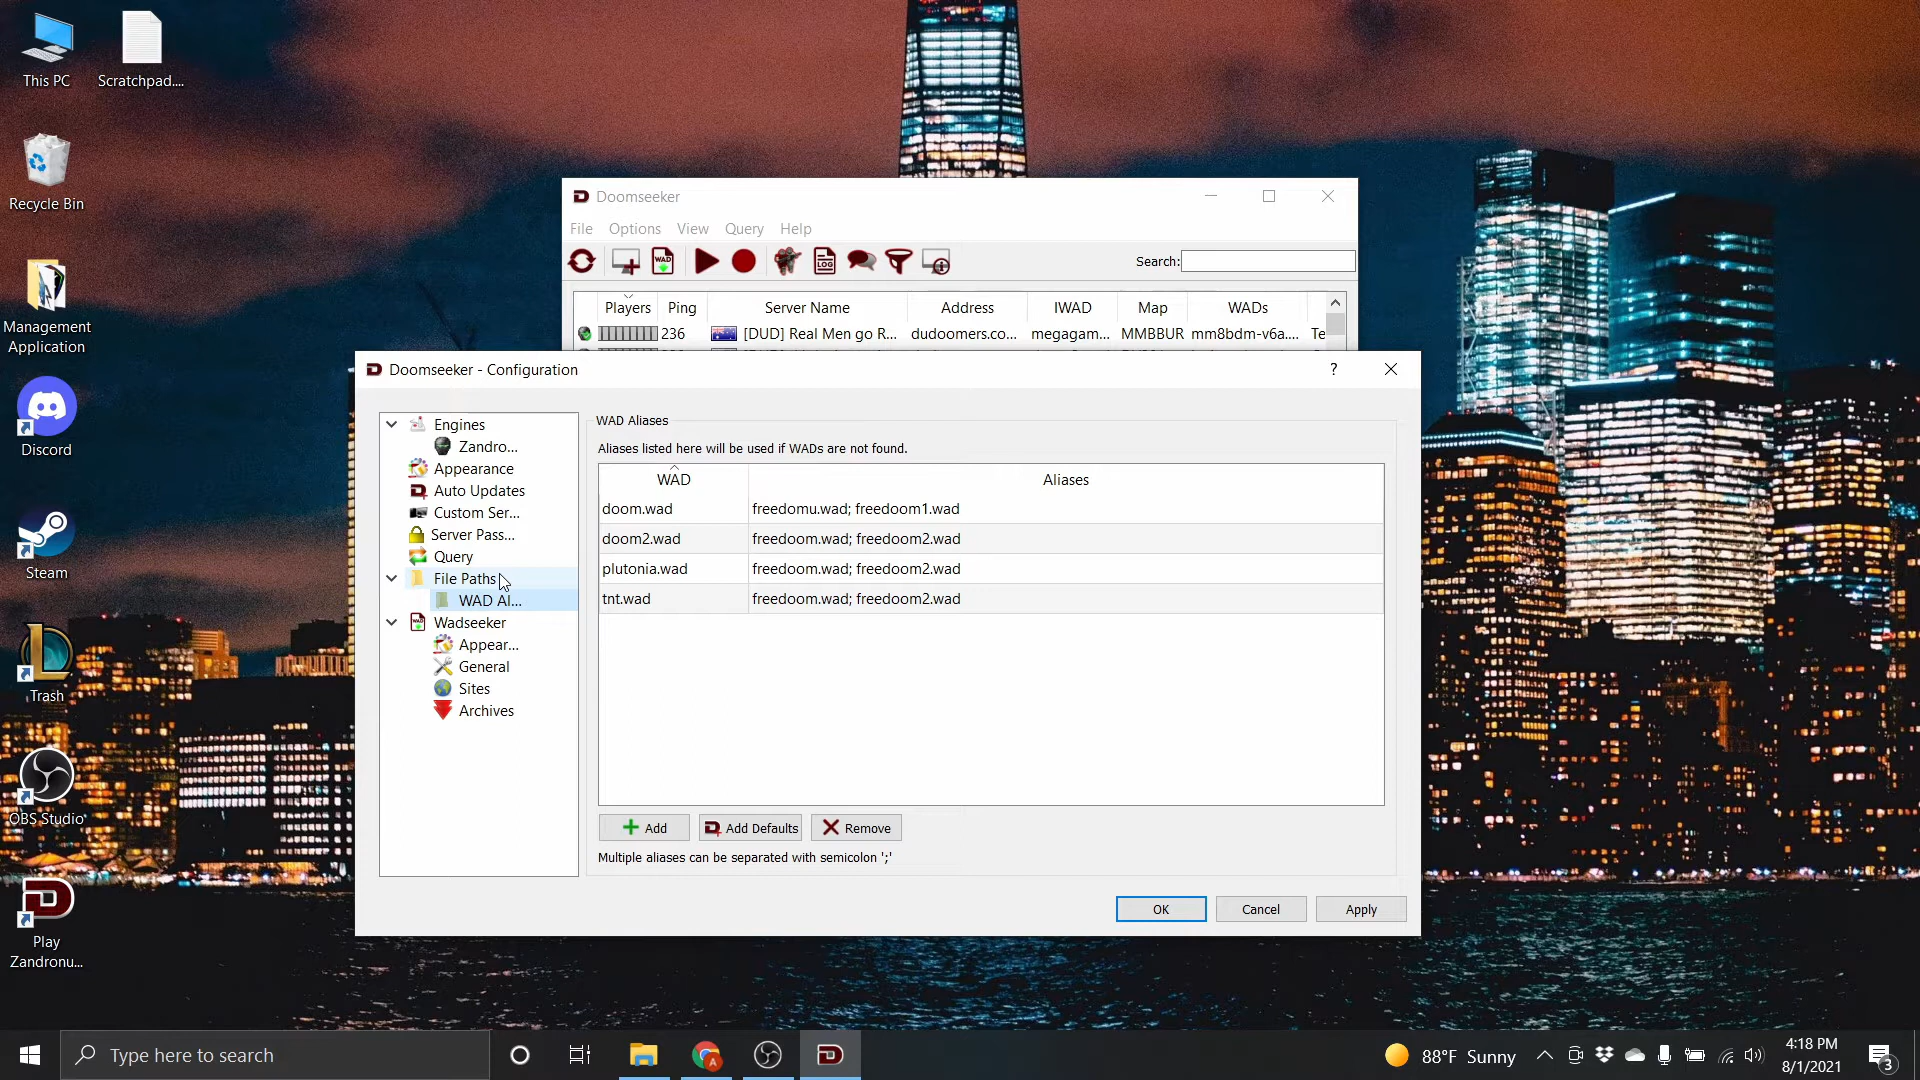 This PC
Scratchpad....
Recycle Bin
Management
Application
Discord
Steam
Trash
OBS Studio
Play
Zandronu...
Doomseeker
File Options View Query Help
WAD
LOG
Search:
Players Ping Server Name Address IWAD Map WADs
236 [DUD] Real Men go R... dudoomers.co... megagam... MMBBUR mm8bdm-v6a.... Te
Doomseeker - Configuration
?
Engines
Zandro...
Appearance
Auto Updates
Custom Ser...
Server Pass...
Query
File Paths
WAD Al...
Wadseeker
Appear...
General
Sites
Archives
WAD Aliases
Aliases listed here will be used if WADs are not found.
WAD Aliases
doom.wad freedomu.wad; freedoom1.wad
doom2.wad freedoom.wad; freedoom2.wad
plutonia.wad freedoom.wad; freedoom2.wad
tnt.wad freedoom.wad; freedoom2.wad
Add Add Defaults Remove
Multiple aliases can be separated with semicolon ';'
OK Cancel Apply
Type here to search
A
88°F Sunny
4:18 PM
8/1/2021
3